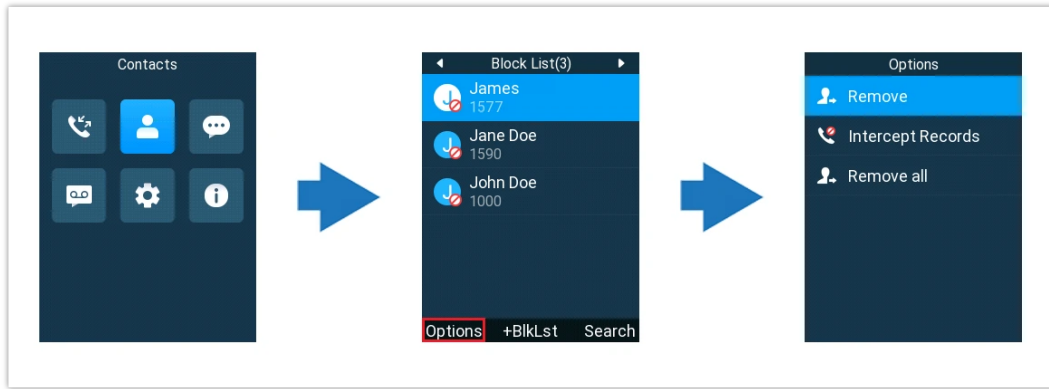 Contacts
Block List(3)
James
1577
Jane Doe
1590
John Doe
1000
Options +BlkLst Search
Options
Remove
Intercept Records
Remove all